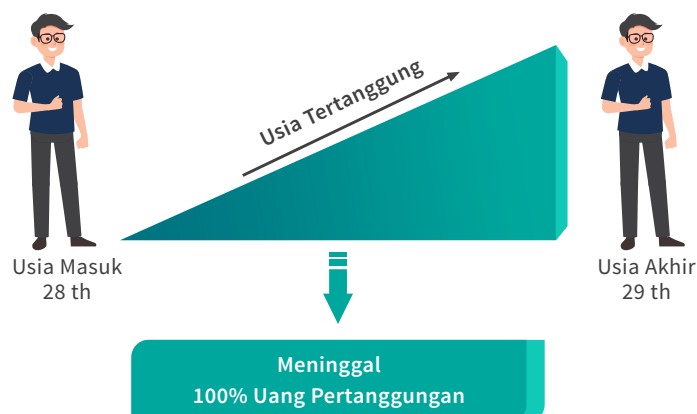 Usia Tertanggung
Usia Masuk
28 th
Usia Akhir
29 th
Meninggal
100% Uang Pertanggungan